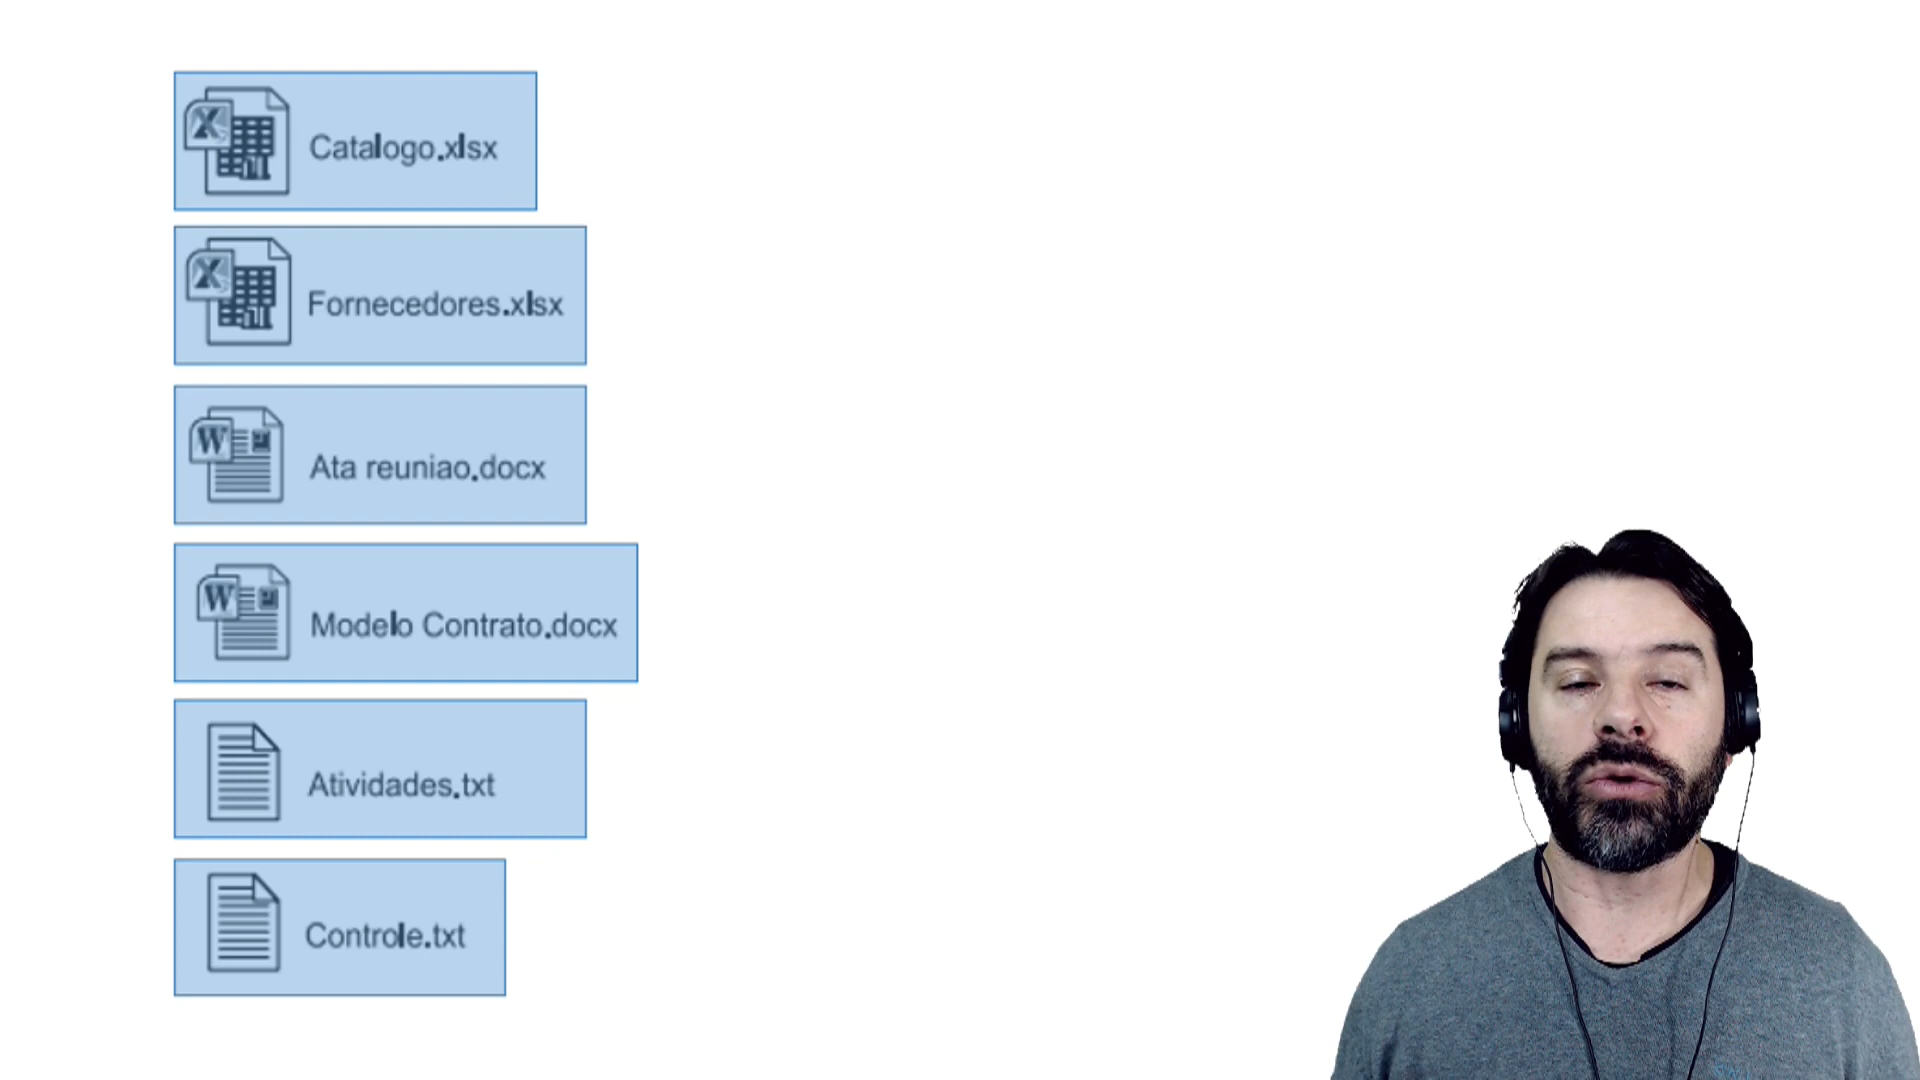 Catalogo.xlsx
Fornecedores.xlsx
Ata reuniao.docx
Modelo Contrato.docx
Atividades.txt
Controle.txt